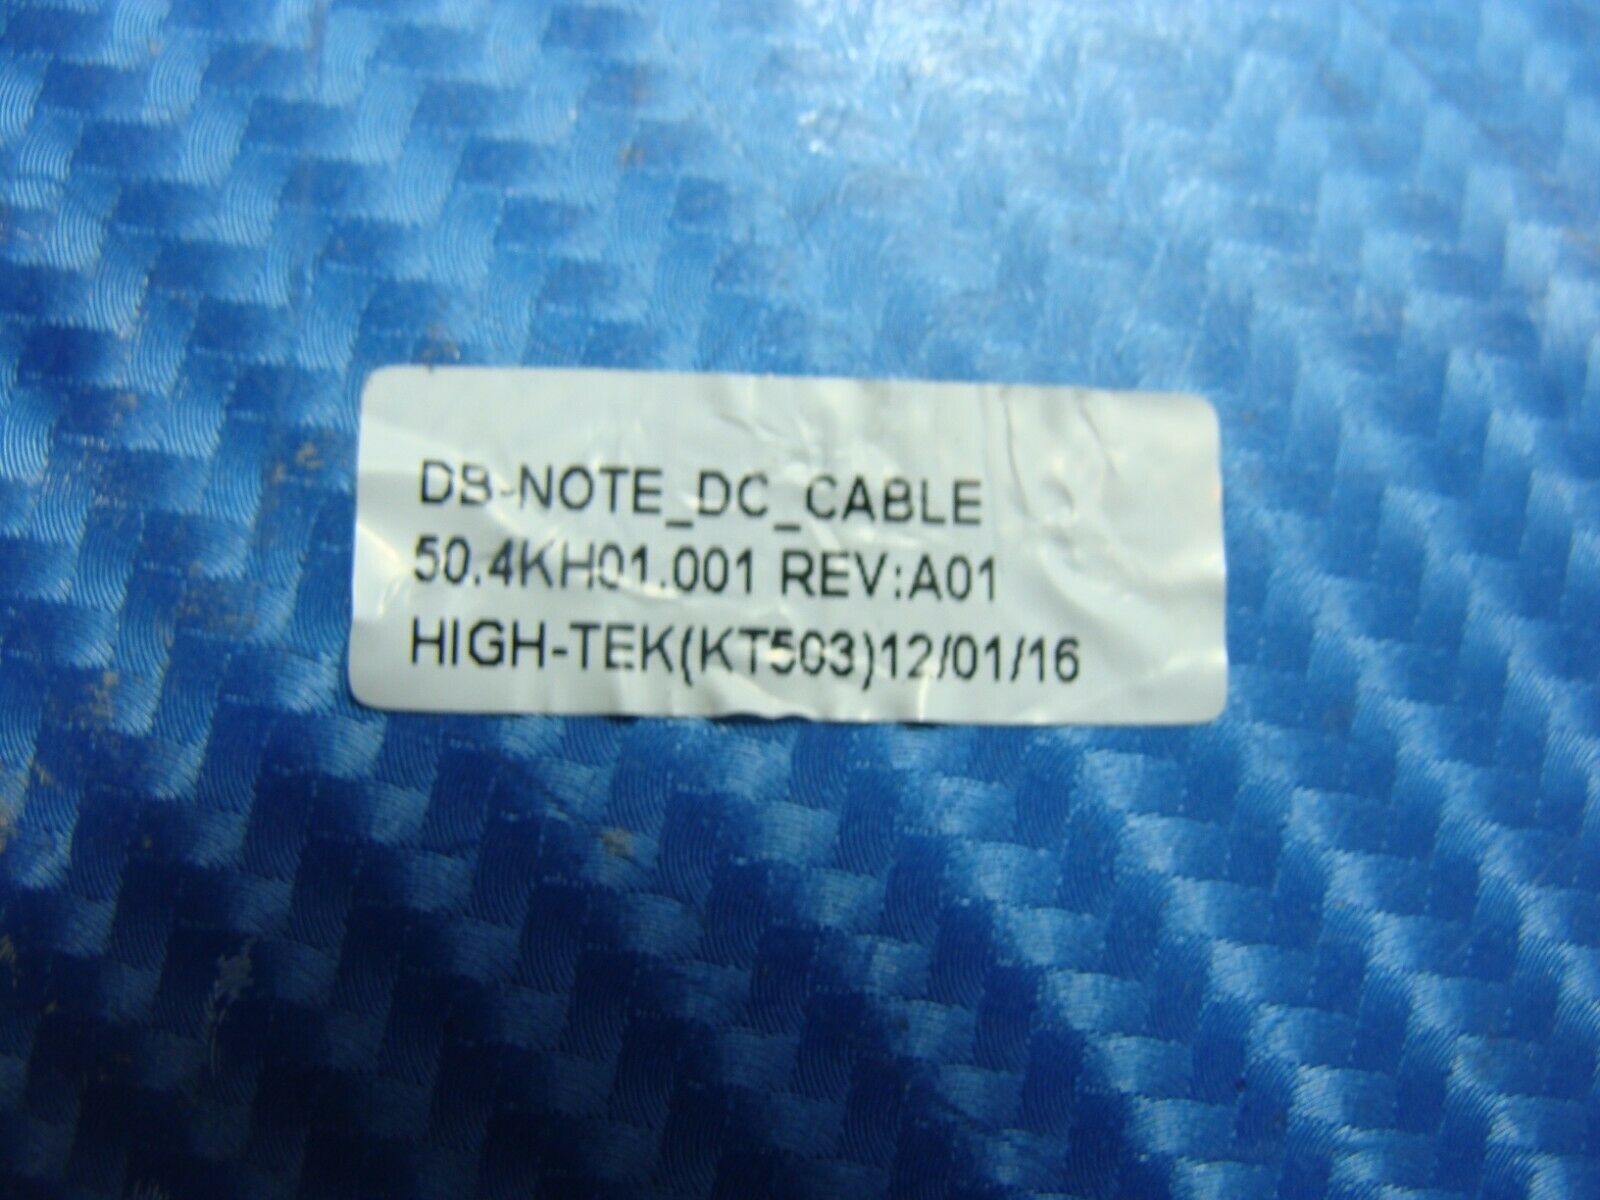 DB-NOTE_DC_CABLE
50.4KH01.001 REV:A01
HIGH-TEK(KT503)12/01/16